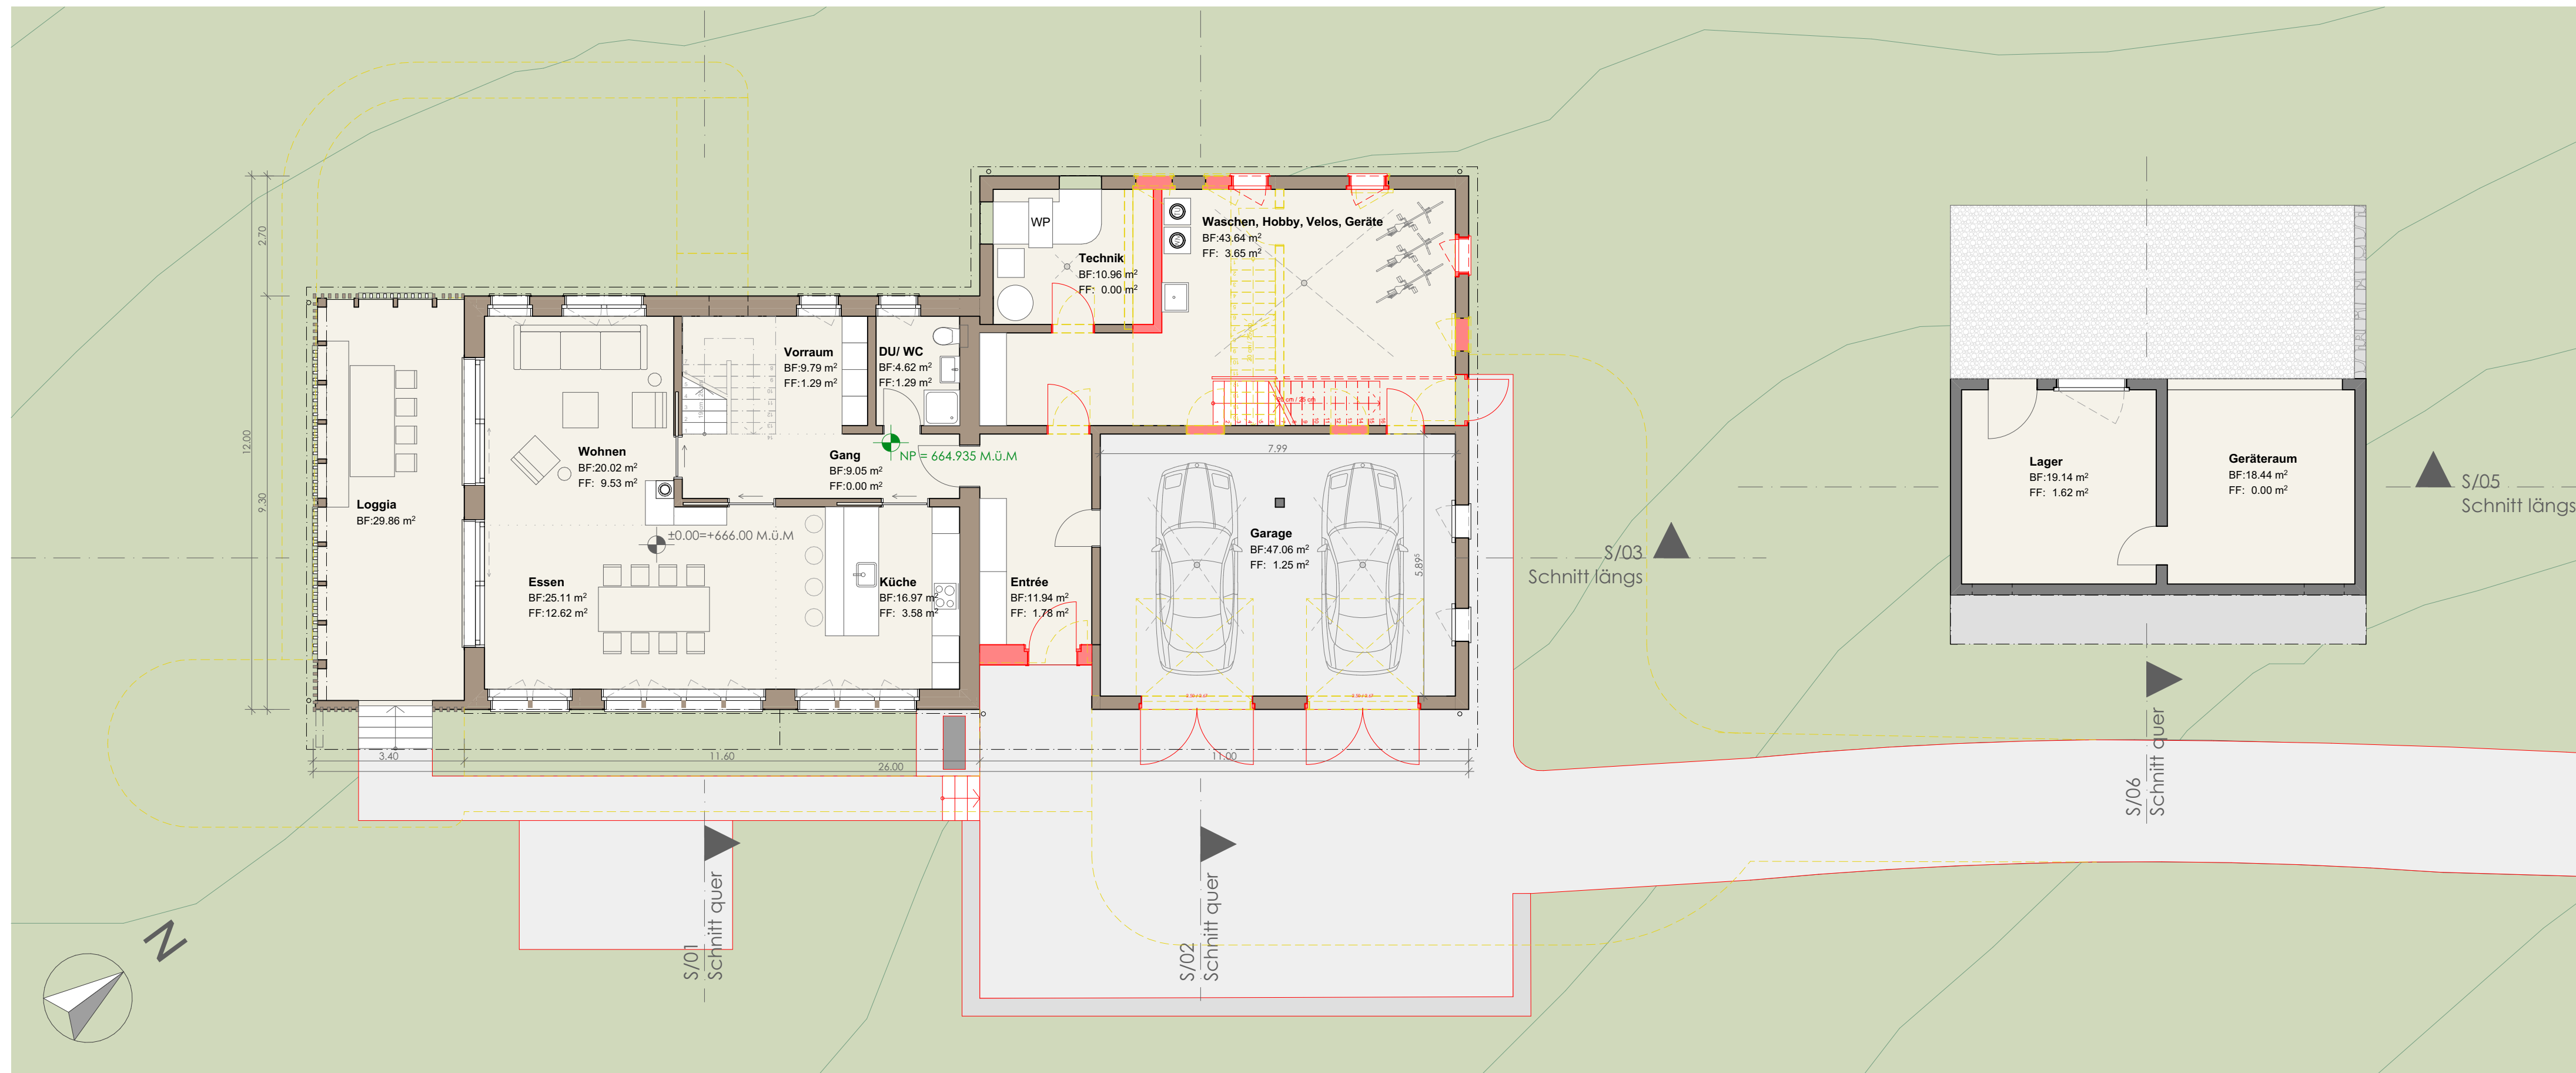 WP
Technik
BF:10.96 m²
FF: 0.00 m²
Waschen, Hobby, Velos, Geräte
BF:43.64 m²
FF: 3.65 m²
2.70
12.00
9.30
Vorraum
BF:9.79 m²
FF:1.29 m²
DU/ WC
BF:4.62 m²
FF:1.29 m²
Wohnen
BF:20.02 m²
FF: 9.53 m²
Gang
BF:9.05 m²
FF:0.00 m²
NP = 664.935 M.ü.M
Loggia
BF:29.86 m²
±0.00=+666.00 M.ü.M
Essen
BF:25.11 m²
FF:12.62 m²
Küche
BF:16.97 m²
FF: 3.58 m²
Entrée
BF:11.94 m²
FF: 1.78 m²
7.99
5.89⁵
Garage
BF:47.06 m²
FF: 1.25 m²
3.40
11.60
11.00
26.00
S/03
Schnitt längs
Lager
BF:19.14 m²
FF: 1.62 m²
Geräteraum
BF:18.44 m²
FF: 0.00 m²
S/05
Schnitt längs
S/01
Schnitt quer
S/02
Schnitt quer
S/06
Schnitt quer
N